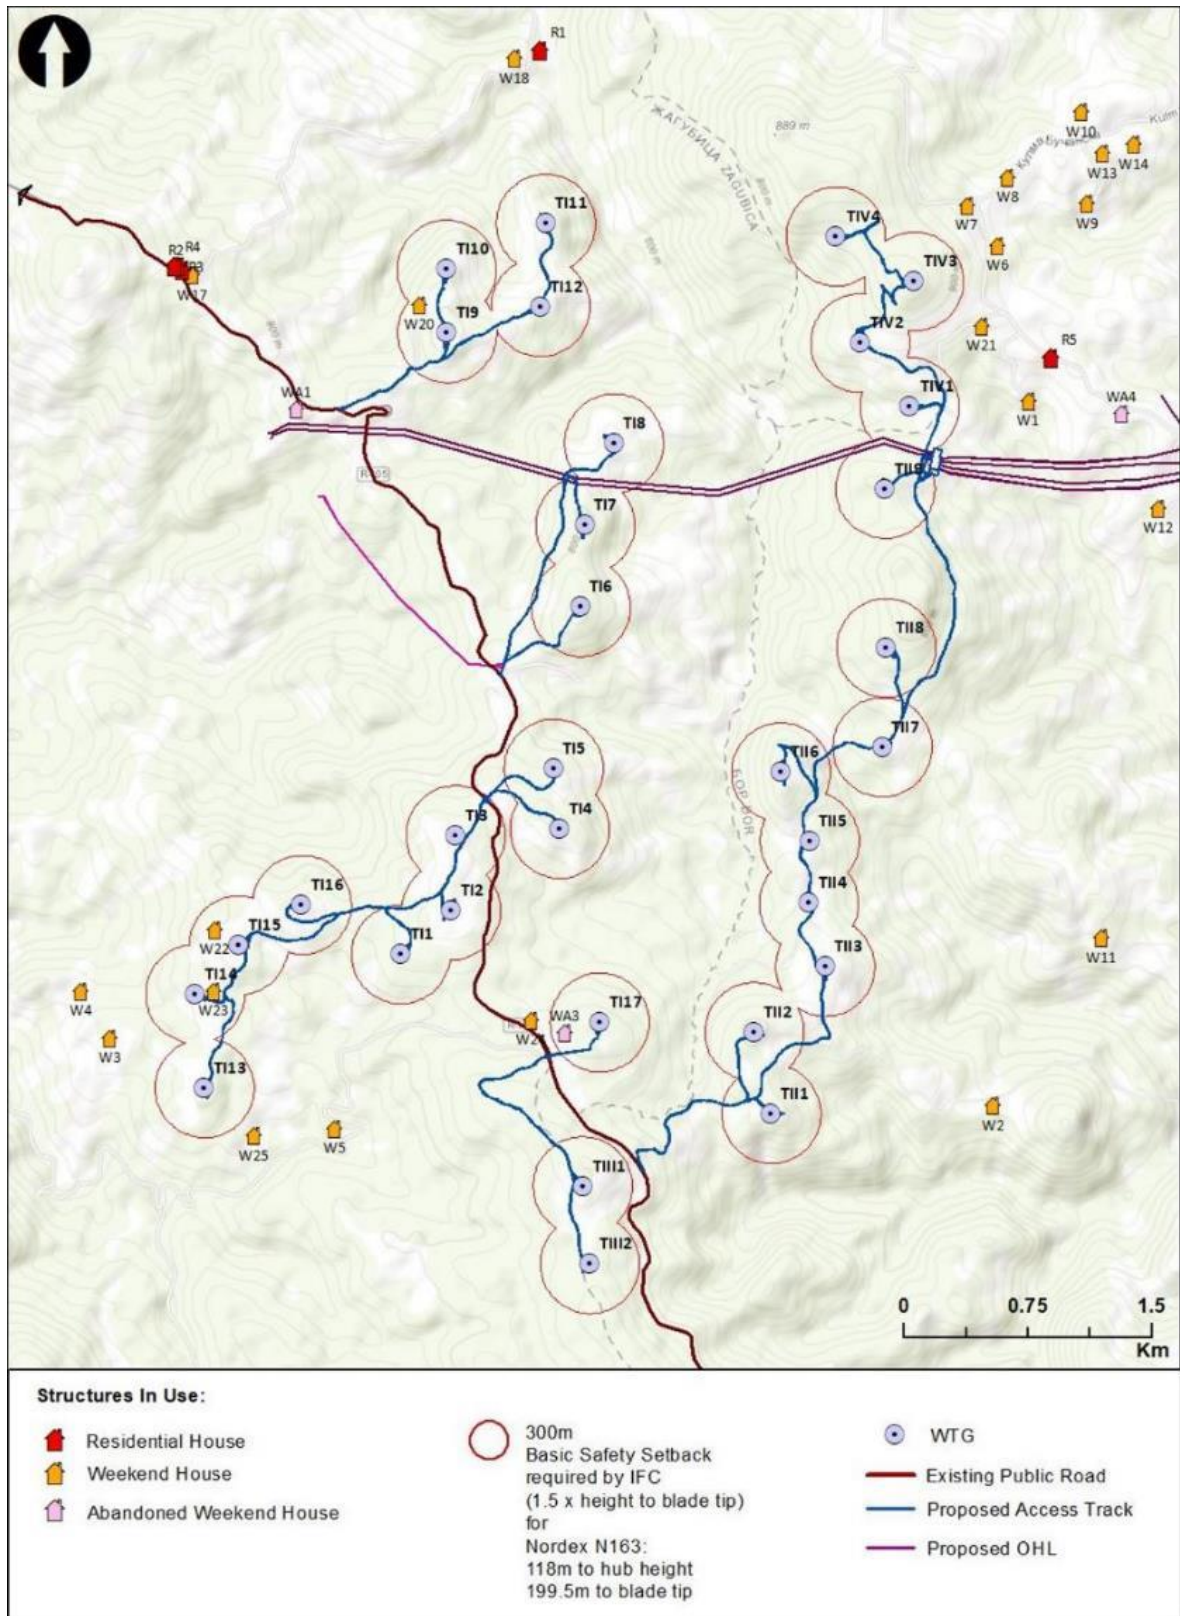 R1
W18
ЖАГУБИЦА ZAGUBICA
889 m
W10
Kulm
W14
W13
W8
W9
W7
W6
TI11
TIV4
TI10
TIV3
R2 R4
W17
TI12
W20
TI9
TIV2
W21
R5
WA1
TIV1
W1
WA4
TI8
TII9
W12
TI7
TI6
TII8
TII7
TI5
TII6
БОР BOR
TI3
TI4
TII5
TI16
TI2
TII4
W22
TI15
TI1
W11
TII3
TI14
W4
W23
WA3
TI17
TII2
W3
TI13
TII1
W2
W25
W5
TIII1
TIII2
0 0.75 1.5
Km
Structures In Use:
Residential House
Weekend House
Abandoned Weekend House
300m
Basic Safety Setback
required by IFC
(1.5 x height to blade tip)
for
Nordex N163:
118m to hub height
199.5m to blade tip
WTG
Existing Public Road
Proposed Access Track
Proposed OHL